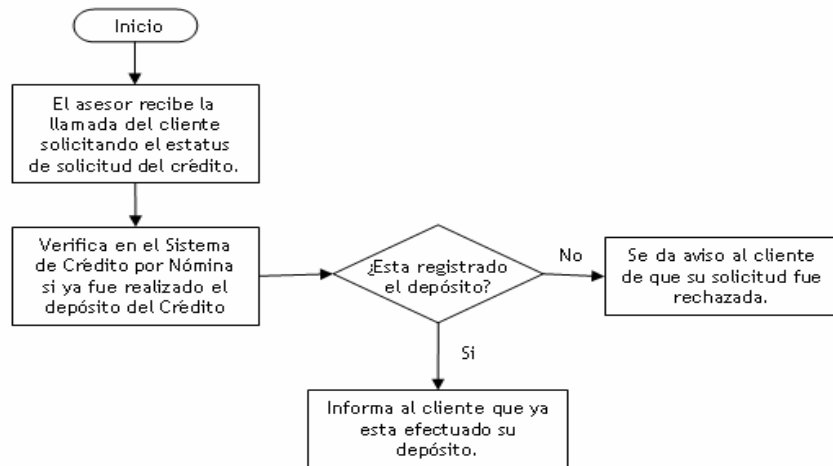 Inicio
El asesor recibe la
llamada del cliente
solicitando el estatus
de solicitud del crédito.
Verifica en el Sistema
de Crédito por Nómina
si ya fue realizado el
depósito del Crédito
¿Esta registrado
el depósito?
No
Se da aviso al cliente
de que su solicitud fue
rechazada.
Si
Informa al cliente que ya
esta efectuado su
depósito.